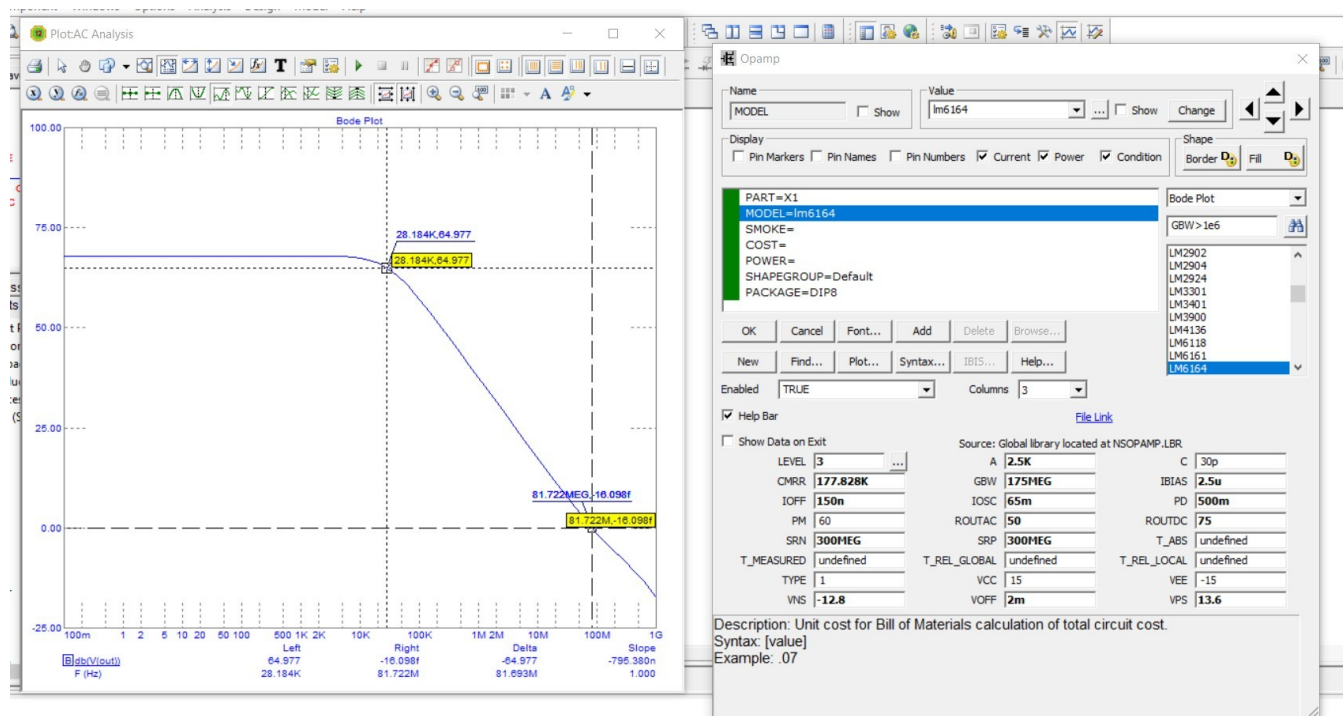 Plot:AC Analysis
Bode Plot
100.00
75.00
50.00
25.00
0.00
-25.00
28.184K,64.977
28.184K,64.977
81.722MEG,-16.098f
81.722M,-16.098f
100m 1 2 5 10 20 50 100 500 1K 2K 10K 100K 1M 2M 10M 100M 1G
Left Right Delta Slope
db(V(out)) 64.977 -16.098f -64.977 -795.380n
F (Hz) 28.184K 81.722M 81.693M 1.000
Opamp
Name
MODEL Show
Value
lm6164 ... Show Change
Display
Pin Markers Pin Names Pin Numbers Current Power Condition
Shape
Border Fill
PART=X1
MODEL=lm6164
SMOKE=
COST=
POWER=
SHAPEGROUP=Default
PACKAGE=DIP8
Bode Plot
GBW>1e6
LM2902
LM2904
LM2924
LM3301
LM3401
LM3900
LM4136
LM6118
LM6161
LM6164
OK Cancel Font... Add Delete Browse...
New Find... Plot... Syntax... IBIS... Help...
Enabled TRUE Columns 3
Help Bar File Link
Show Data on Exit Source: Global library located at NSOPAMP.LBR
LEVEL 3 ... A 2.5K C 30p
CMRR 177.828K GBW 175MEG IBIAS 2.5u
IOFF 150n IOSC 65m PD 500m
PM 60 ROUTAC 50 ROUTDC 75
SRN 300MEG SRP 300MEG T_ABS undefined
T_MEASURED undefined T_REL_GLOBAL undefined T_REL_LOCAL undefined
TYPE 1 VCC 15 VEE -15
VNS -12.8 VOFF 2m VPS 13.6
Description: Unit cost for Bill of Materials calculation of total circuit cost.
Syntax: [value]
Example: .07